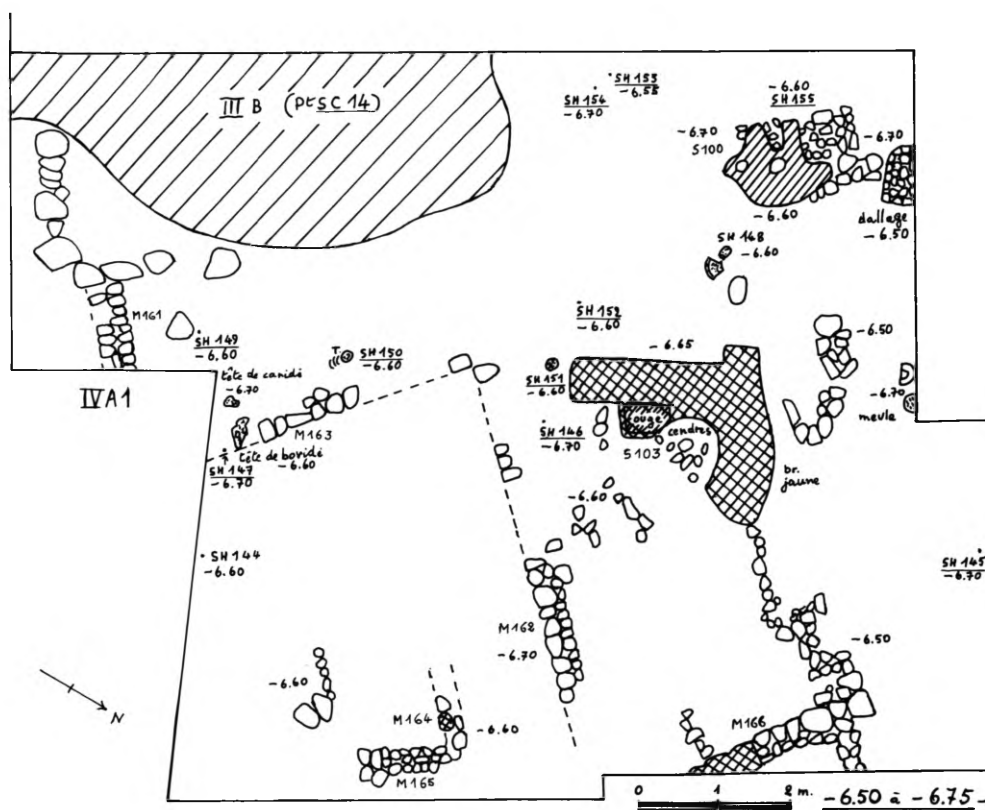 III B (Pt SC 14)
SH 153
-6.55
SH 154
-6.70
-6.60
SH 155
-6.70
S100
-6.70
-6.60
dallage
-6.50
SH 148
-6.60
M161
SH 149
-6.60
SH 152
-6.60
-6.65
-6.50
SH 150
-6.60
SH 151
-6.60
tête de canidé
-6.70
IV A1
M163
-6.70
meule
rouge
cendres
SH 146
-6.70
S103
tête de bovidé
-6.60
SH 147
-6.70
br.
jaune
-6.60
SH 144
-6.60
SH 145
-6.70
M162
-6.70
-6.50
-6.60
M164
-6.60
M166
M165
N
0 1 2 m.
-6.50 à -6.75